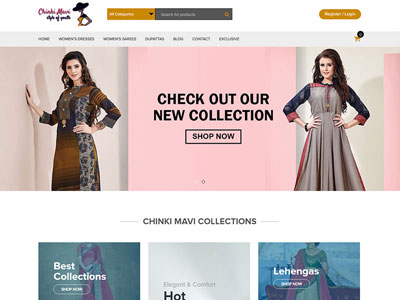 Chinki Mavi
style of youth
All Categories
Search for products
Register / Login
HOME WOMEN'S DRESSES WOMEN'S SAREES DUPATTAS BLOG CONTACT EXCLUSIVE
0
CHECK OUT OUR
NEW COLLECTION
SHOP NOW
CHINKI MAVI COLLECTIONS
Best
Collections
SHOP NOW
Elegant & Comfort
Hot
Lehengas
SHOP NOW